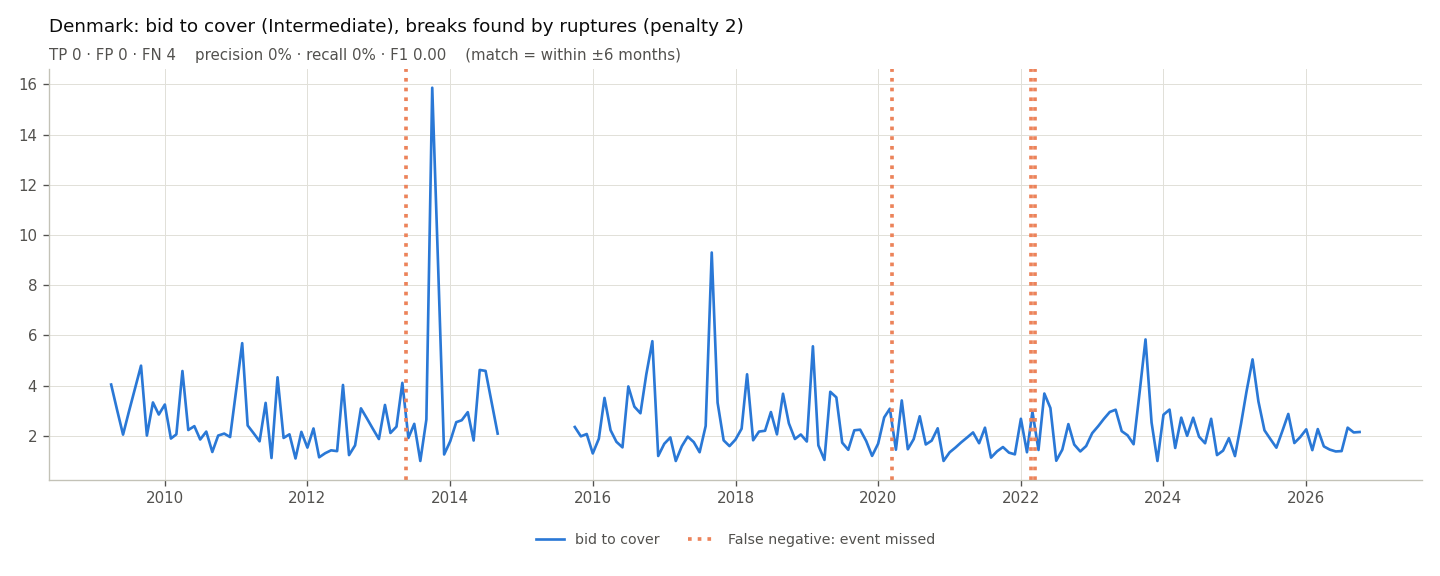 Denmark: bid to cover (Intermediate), breaks found by ruptures (penalty 2)
TP 0 · FP 0 · FN 4    precision 0% · recall 0% · F1 0.00    (match = within ±6 months)
16
14
12
10
8
6
4
2
2010 2012 2014 2016 2018 2020 2022 2024 2026
bid to cover    False negative: event missed